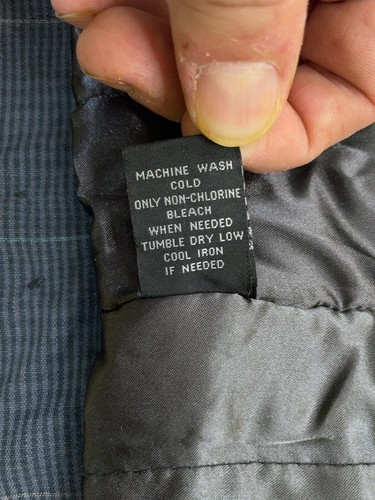 MACHINE WASH
COLD
ONLY NON-CHLORINE
BLEACH
WHEN NEEDED
TUMBLE DRY LOW
COOL IRON
IF NEEDED